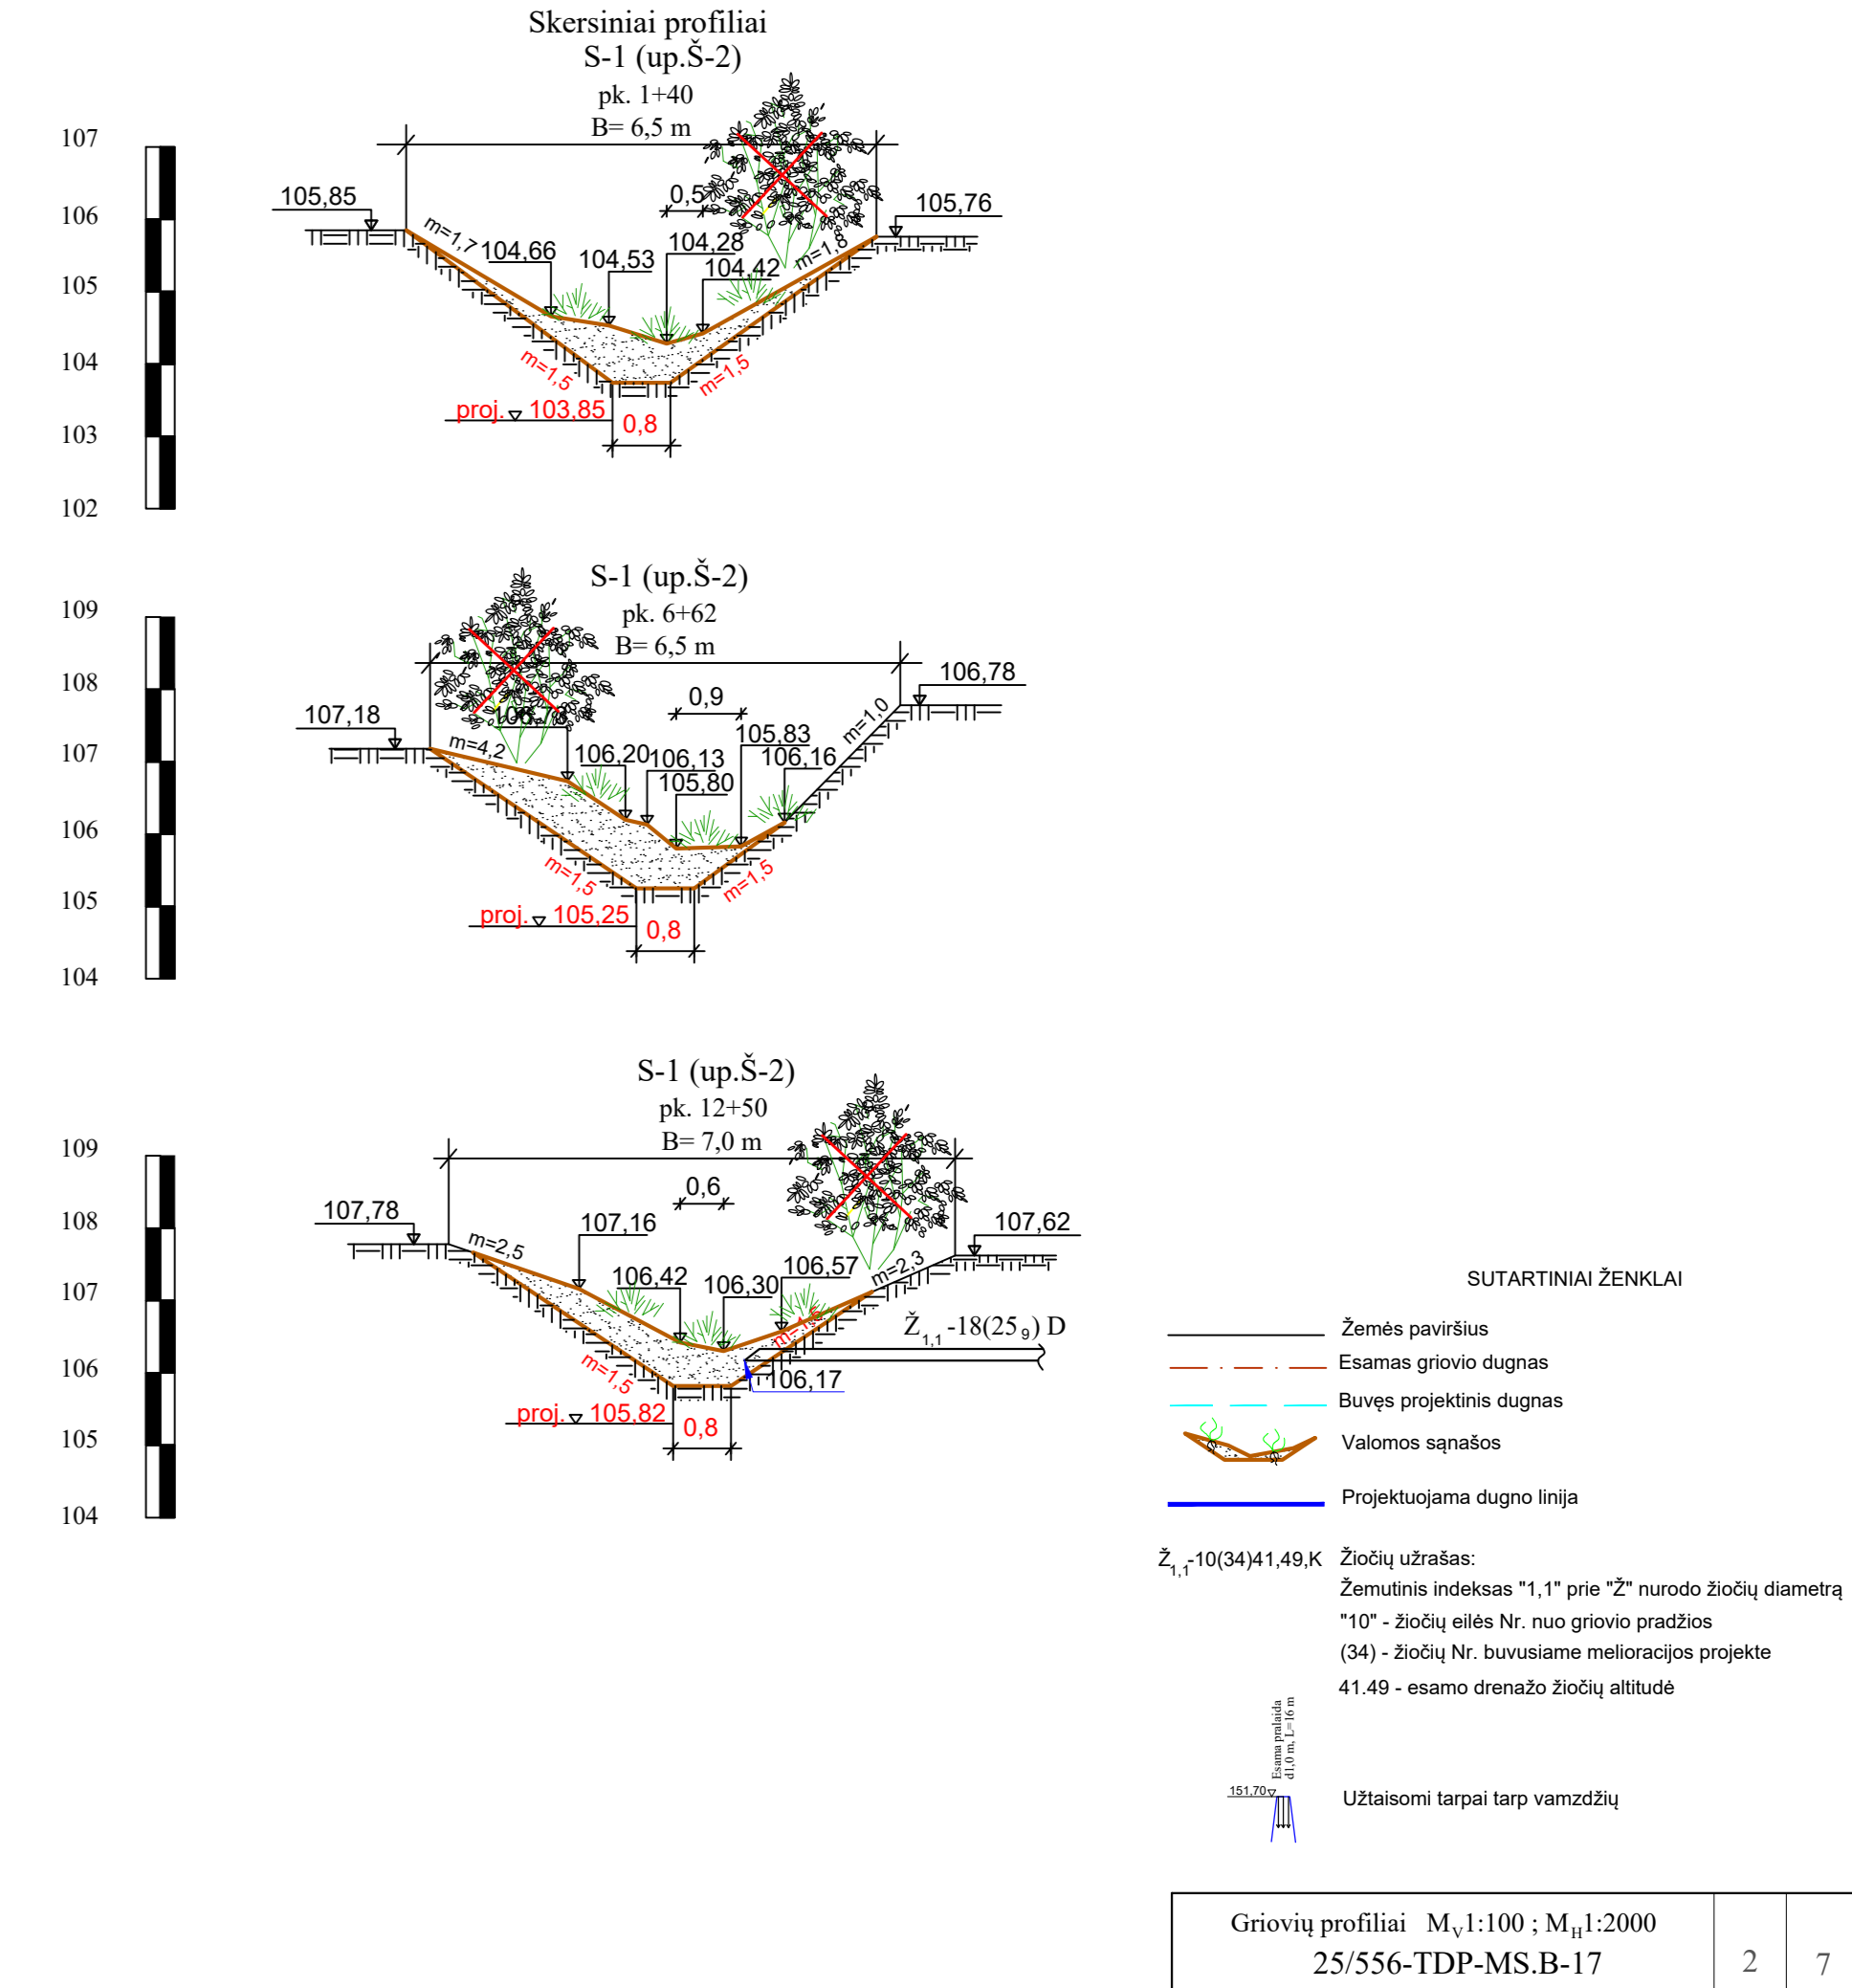 Skersiniai profiliai
S-1 (up.Š-2)
pk. 1+40
B= 6,5 m
107
106
105
104
103
102
105,85
0,5
105,76
m=1,7
104,66
104,53
104,28
104,42
m=1,8
m=1,5
m=1,5
proj. 103,85
0,8
S-1 (up.Š-2)
pk. 6+62
B= 6,5 m
109
108
107
106
105
104
107,18
0,9
106,78
m=4,2
106,20
106,13
105,80
105,83
106,16
m=1,0
m=1,5
m=1,5
proj. 105,25
0,8
S-1 (up.Š-2)
pk. 12+50
B= 7,0 m
109
108
107
106
105
104
107,78
0,6
107,62
m=2,5
107,16
106,42
106,30
106,57
m=2,3
m=1,5
Ž1,1 -18(25₉) D
106,17
m=1,5
proj. 105,82
0,8
SUTARTINIAI ŽENKLAI
Žemės paviršius
Esamas griovio dugnas
Buvęs projektinis dugnas
Valomos sąnašos
Projektuojama dugno linija
Ž1,1-10(34)41,49,K Žiočių užrašas:
Žemutinis indeksas "1,1" prie "Ž" nurodo žiočių diametrą
"10" - žiočių eilės Nr. nuo griovio pradžios
(34) - žiočių Nr. buvusiame melioracijos projekte
41.49 - esamo drenažo žiočių altitudė
Esama pralaida
d1,0 m, L=16 m
151,70
Užtaisomi tarpai tarp vamzdžių
Griovių profiliai MV1:100 ; MH1:2000
25/556-TDP-MS.B-17
2
7